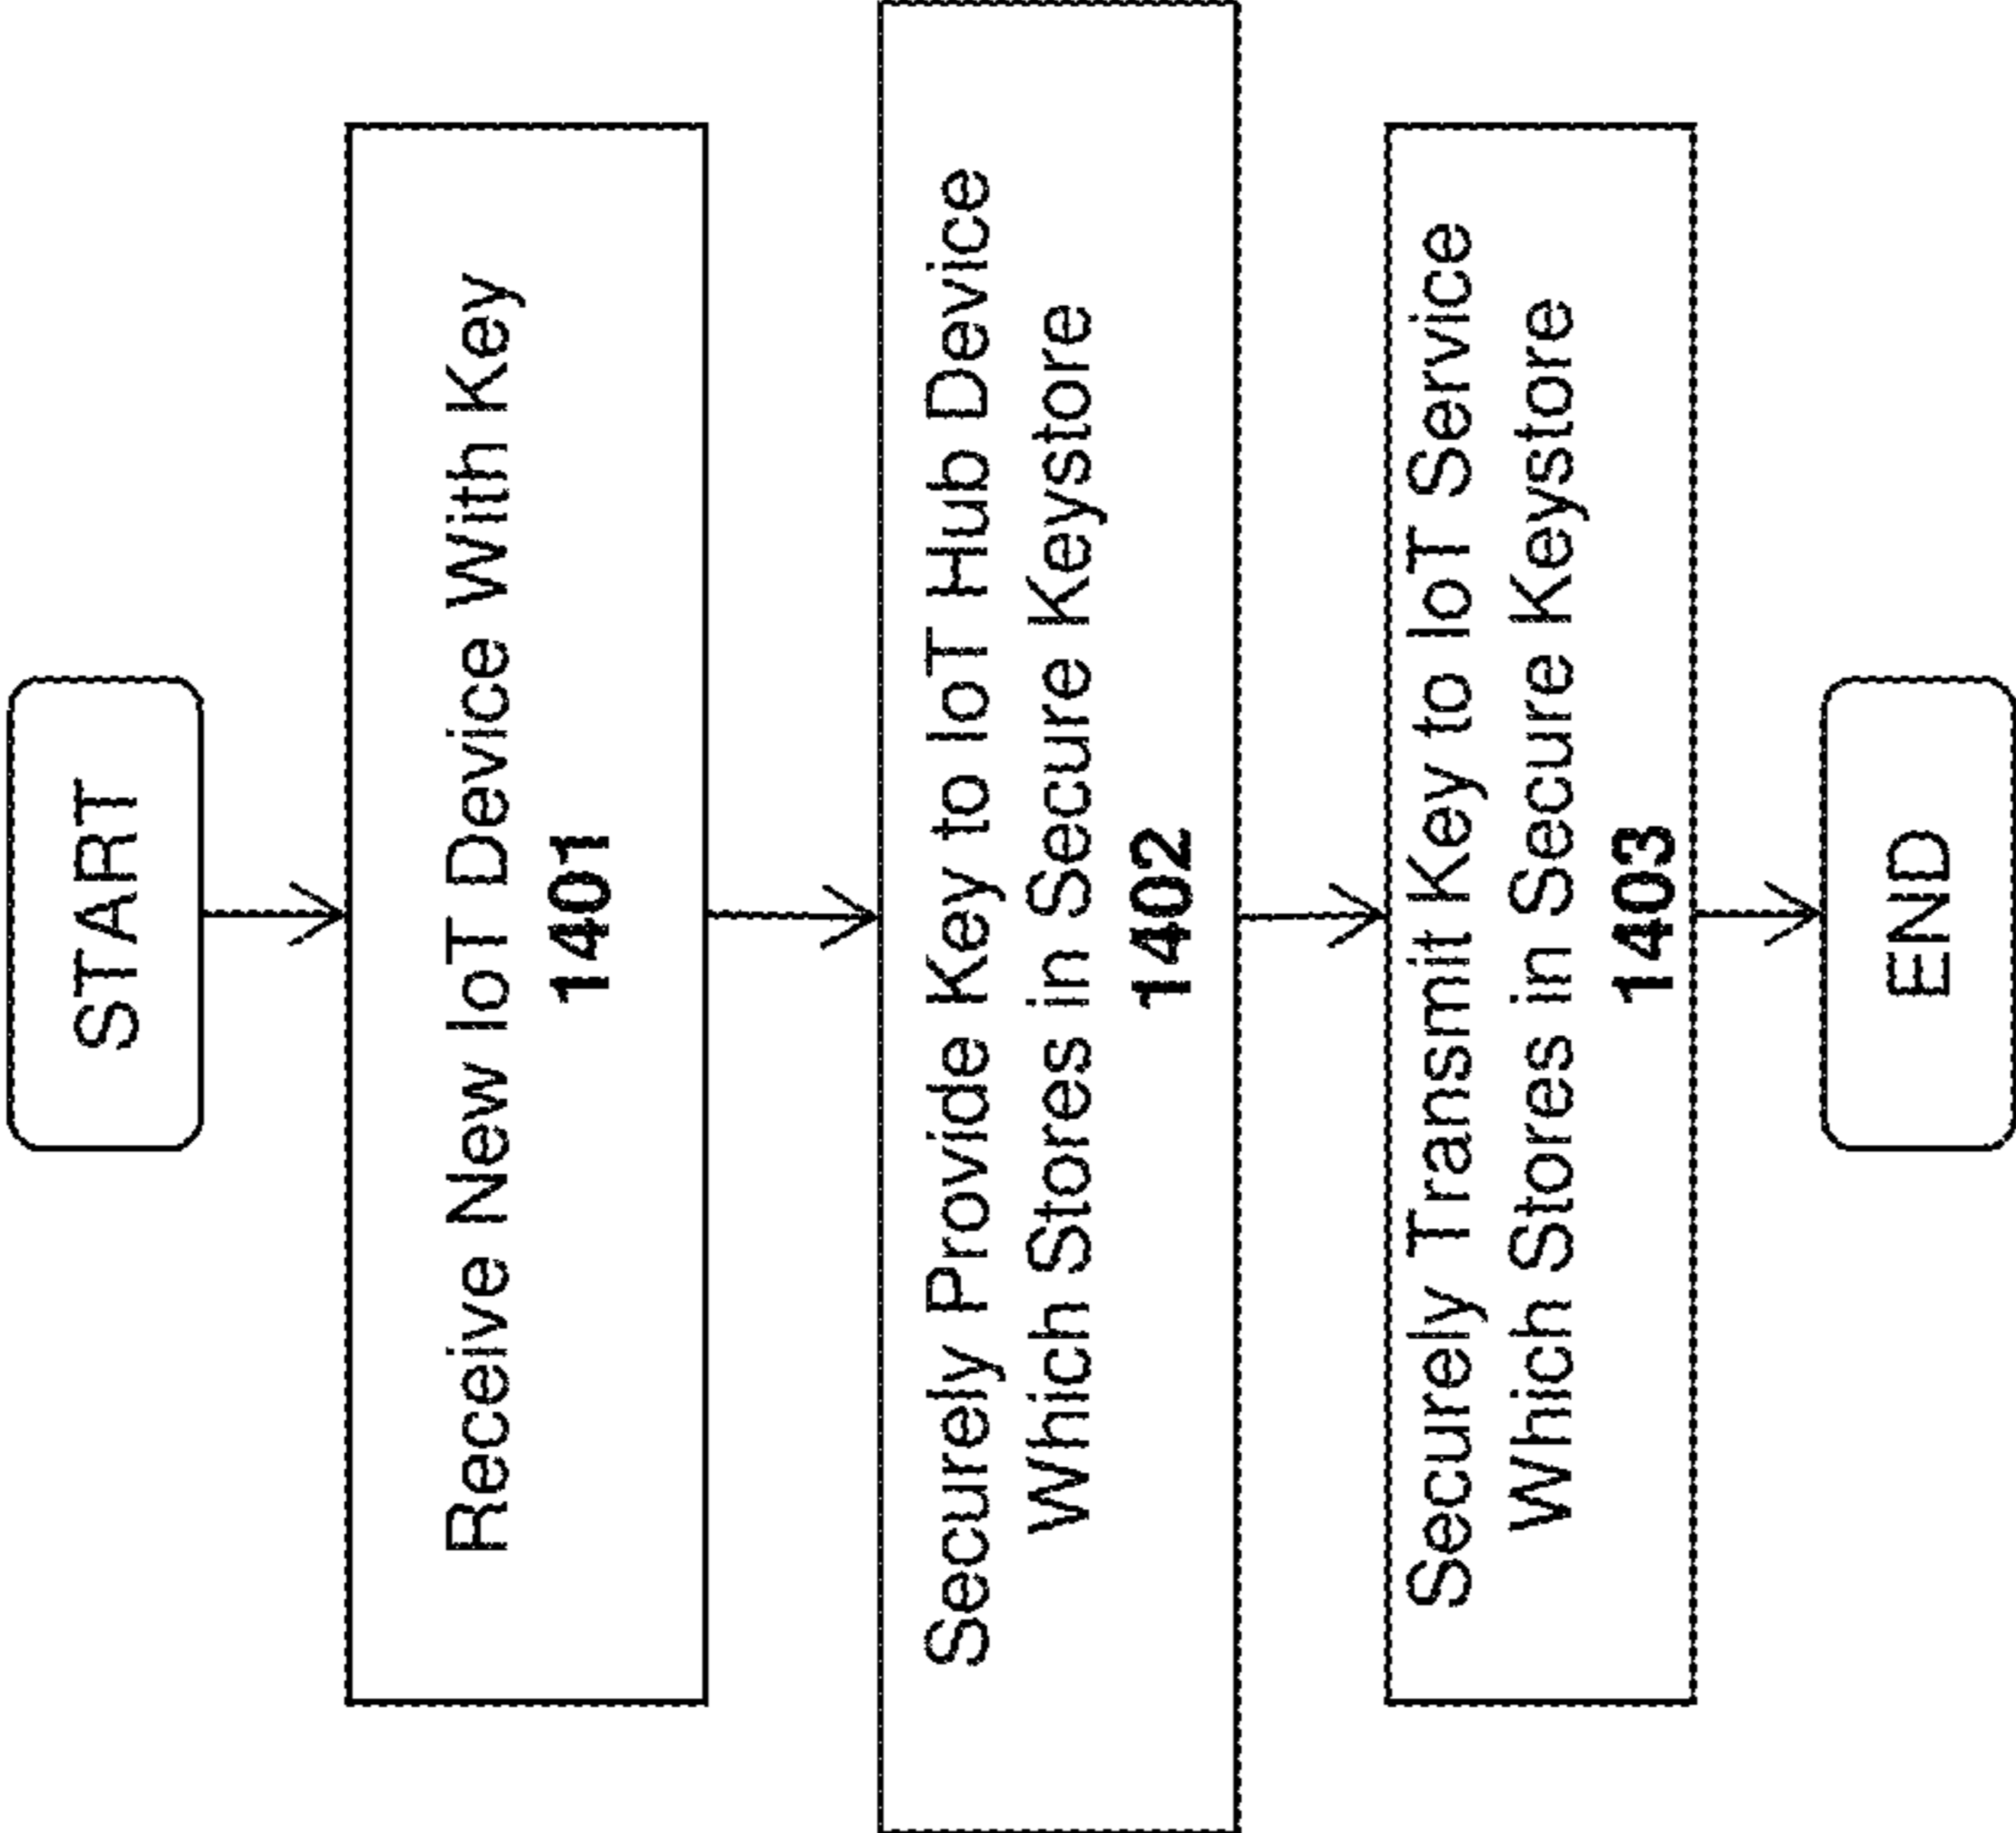 START
Receive New IoT Device With Key
1401
Securely Provide Key to IoT Hub Device
Which Stores in Secure Keystore
1402
Securely Transmit Key to IoT Service
Which Stores in Secure Keystore
1403
END